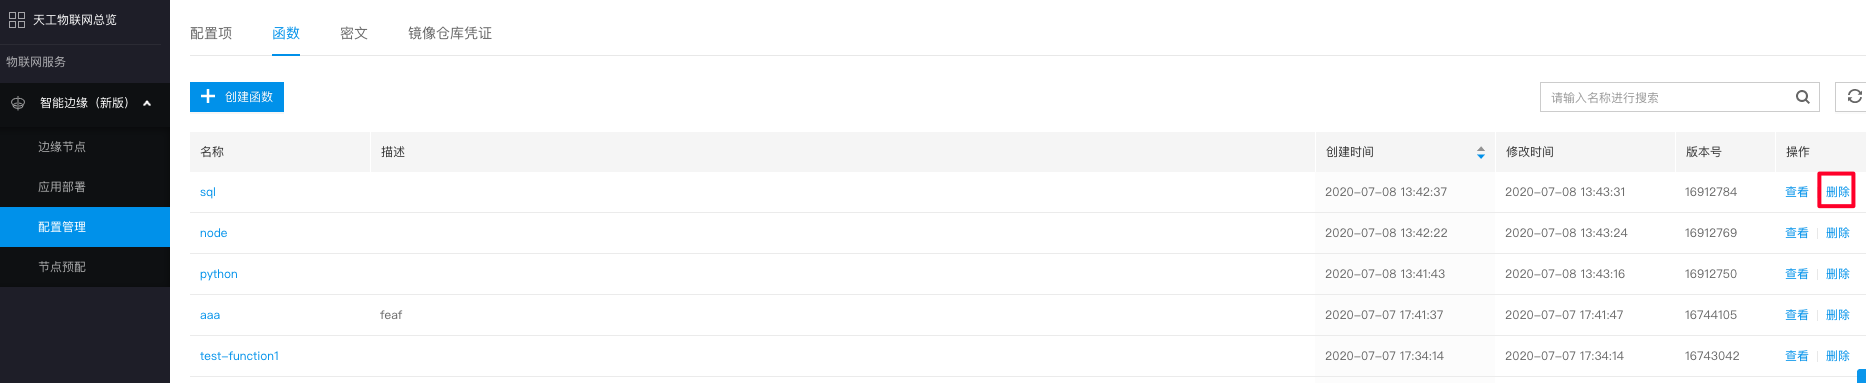 天工物联网总览
物联网服务
智能边缘（新版）
边缘节点
应用部署
配置管理
节点预配
配置项 函数 密文 镜像仓库凭证
创建函数
请输入名称进行搜索
名称 描述 创建时间 修改时间 版本号 操作
sql 2020-07-08 13:42:37 2020-07-08 13:43:31 16912784 查看 删除
node 2020-07-08 13:42:22 2020-07-08 13:43:24 16912769 查看 删除
python 2020-07-08 13:41:43 2020-07-08 13:43:16 16912750 查看 删除
aaa feaf 2020-07-07 17:41:37 2020-07-07 17:41:47 16744105 查看 删除
test-function1 2020-07-07 17:34:14 2020-07-07 17:34:14 16743042 查看 删除